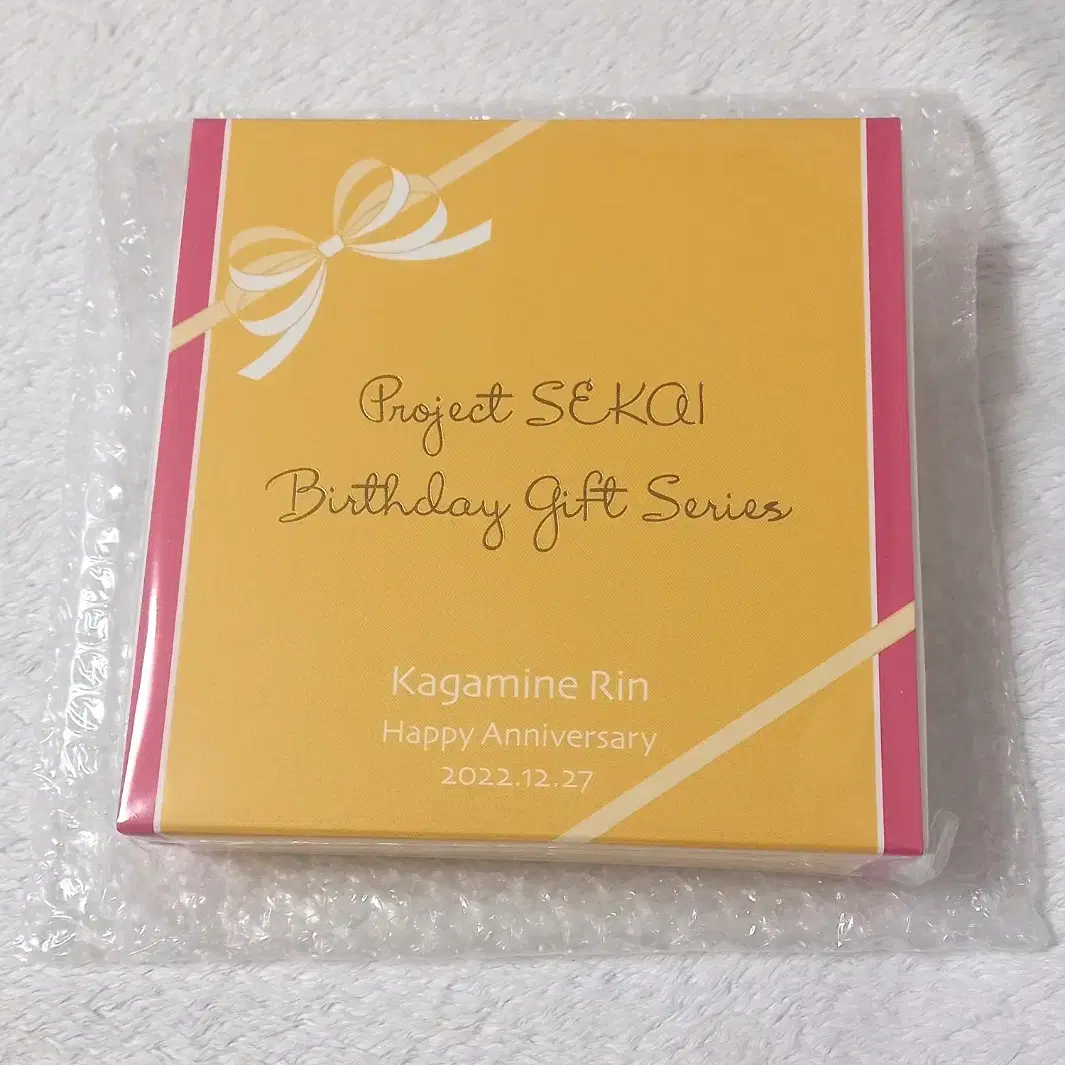 Project SEKAI
Birthday Gift Series
Kagamine Rin
Happy Anniversary
2022.12.27